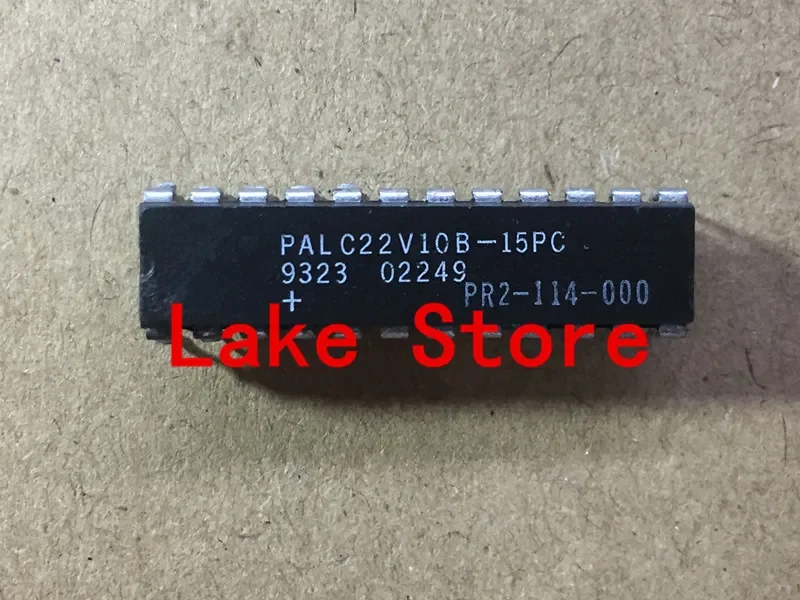 PALC22V10B-15PC
9323 02249
+ PR2-114-000
Lake Store